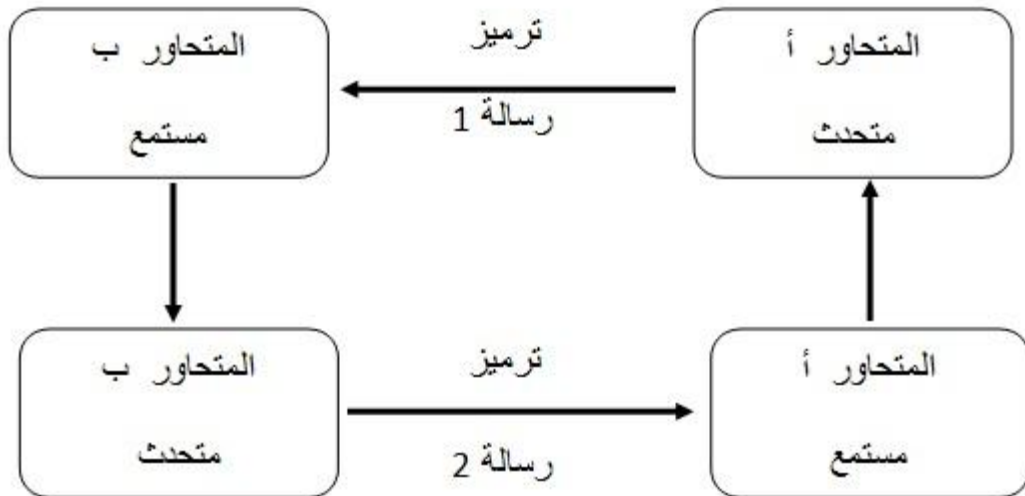 المتحاور أ
متحدث
ترميز
رسالة 1
المتحاور ب
مستمع
المتحاور أ
مستمع
ترميز
رسالة 2
المتحاور ب
متحدث